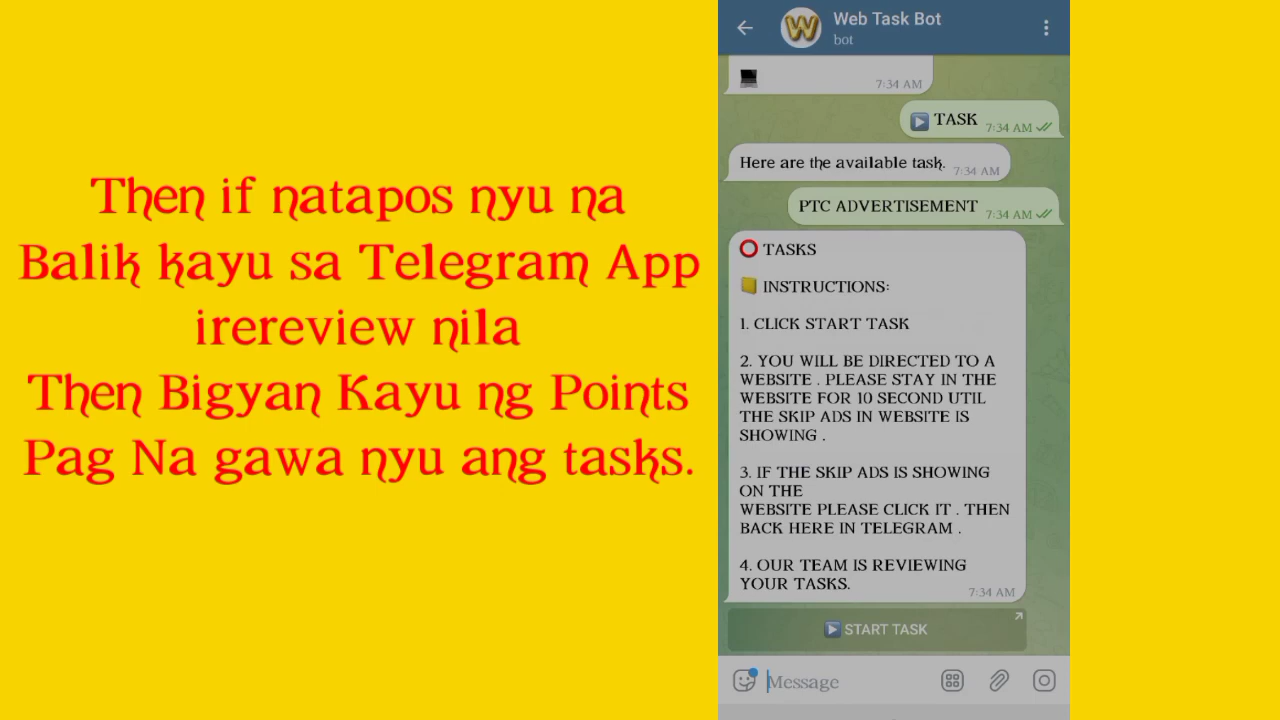 Then if natapos nyu na
Balik kayu sa Telegram App
irereview nila
Then Bigyan Kayu ng Points
Pag Na gawa nyu ang tasks.
Web Task Bot
bot
7:34 AM
TASK 7:34 AM
Here are the available task. 7:34 AM
PTC ADVERTISEMENT 7:34 AM
TASKS
INSTRUCTIONS:
1. CLICK START TASK
2. YOU WILL BE DIRECTED TO A
WEBSITE . PLEASE STAY IN THE
WEBSITE FOR 10 SECOND UTIL
THE SKIP ADS IN WEBSITE IS
SHOWING .
3. IF THE SKIP ADS IS SHOWING
ON THE
WEBSITE PLEASE CLICK IT . THEN
BACK HERE IN TELEGRAM .
4. OUR TEAM IS REVIEWING
YOUR TASKS.
7:34 AM
START TASK
Message